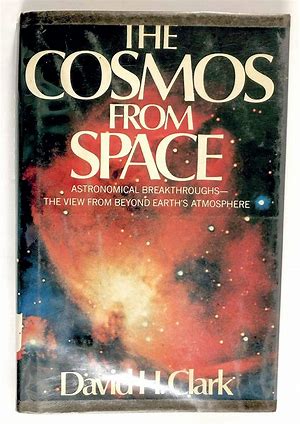 THE
COSMOS
FROM
SPACE
ASTRONOMICAL BREAKTHROUGHS—
THE VIEW FROM BEYOND EARTH'S ATMOSPHERE
David H. Clark